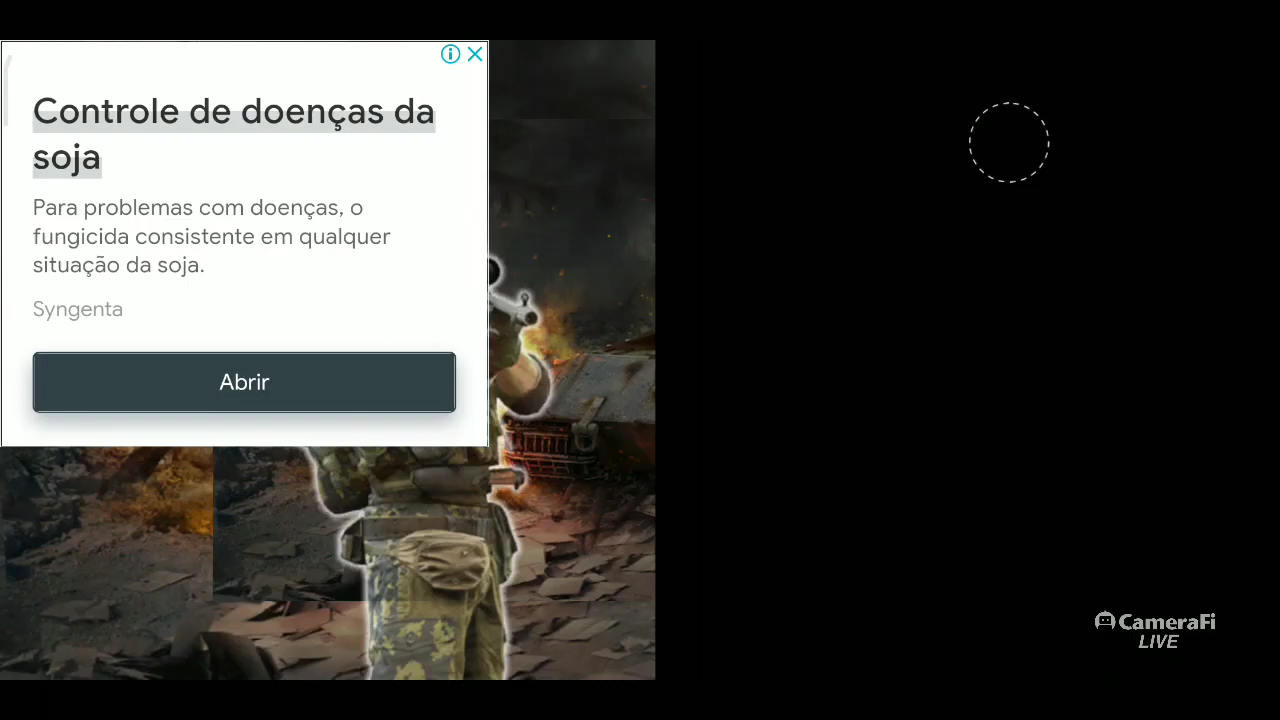 Controle de doenças da
soja
Para problemas com doenças, o
fungicida consistente em qualquer
situação da soja.
Syngenta
Abrir
CameraFi
LIVE